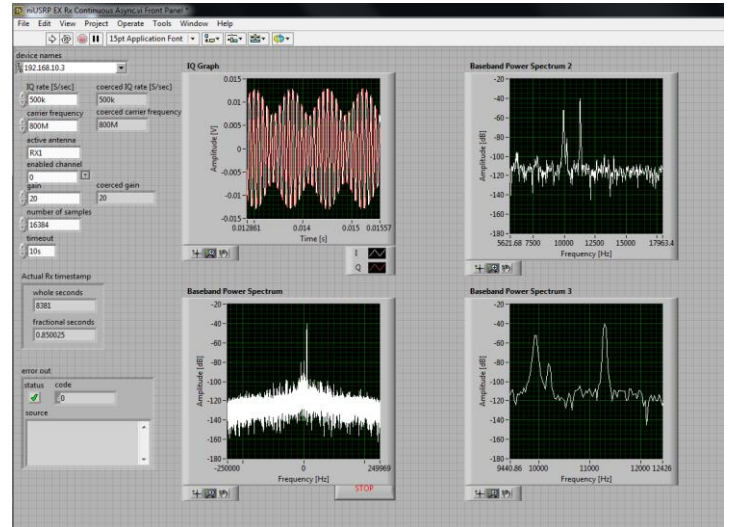 niUSRP EX Rx Continuous Async.vi Front Panel *
File Edit View Project Operate Tools Window Help
15pt Application Font
device names
192.168.10.3
IQ rate [S/sec] coerced IQ rate [S/sec]
500k 500k
carrier frequency coerced carrier frequency
800M 800M
active antenna
RX1
enabled channel
0
gain coerced gain
20 20
number of samples
16384
timeout
10s
Actual Rx timestamp
whole seconds
8381
fractional seconds
0.850025
error out
status code
0
source
IQ Graph
Amplitude [V]
0.015
0.01
0.005
0
-0.005
-0.01
-0.015
0.012861 0.014 0.015 0.01557
Time [s]
I
Q
Baseband Power Spectrum 2
Amplitude [dB]
-20
-40
-60
-80
-100
-120
-140
-160
-180
5621.68 7500 10000 12500 15000 17963.4
Frequency [Hz]
Baseband Power Spectrum
Amplitude [dB]
-20
-40
-60
-80
-100
-120
-140
-160
-180
-250000 0 249969
Frequency [Hz]
STOP
Baseband Power Spectrum 3
Amplitude [dB]
-20
-40
-60
-80
-100
-120
-140
-160
-180
9440.86 10000 11000 12000 12426
Frequency [Hz]